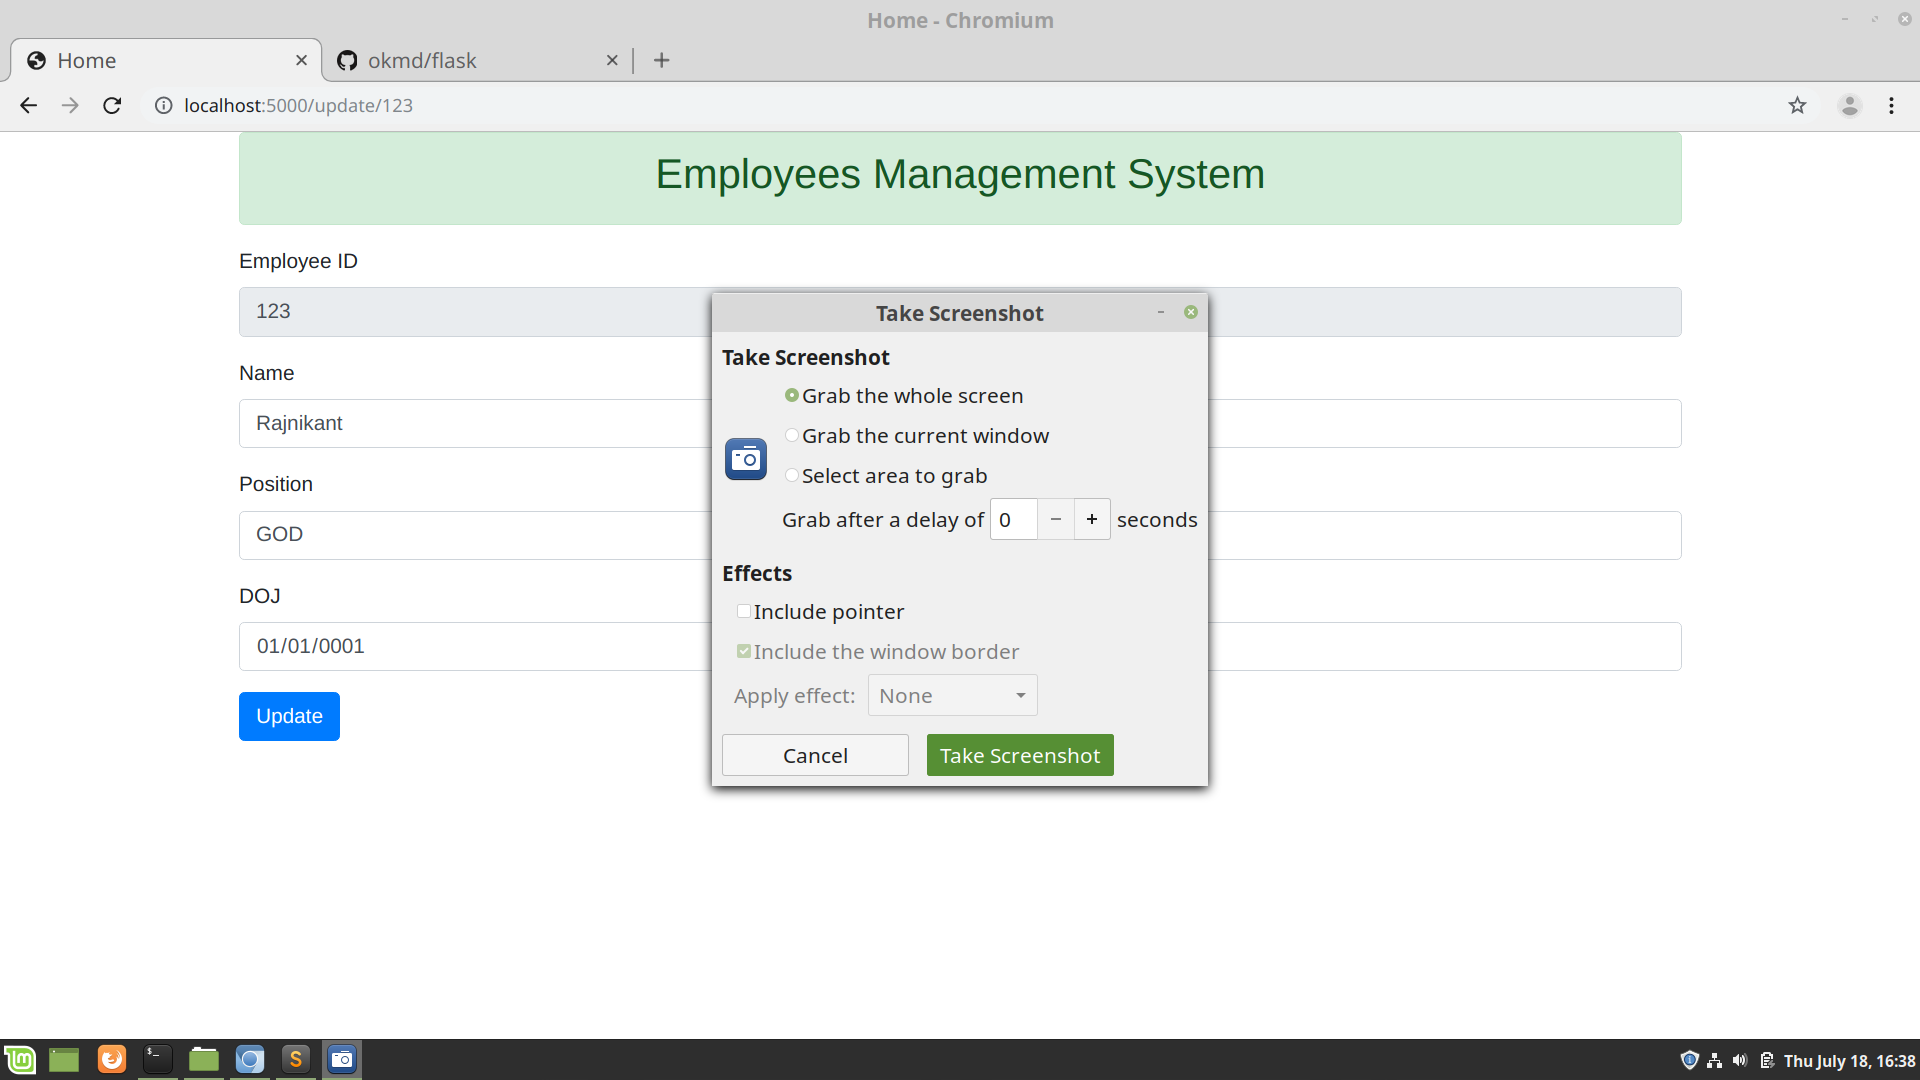 Home - Chromium
Home
okmd/flask
localhost:5000/update/123
Employees Management System
Employee ID
123
Name
Rajnikant
Position
GOD
DOJ
01/01/0001
Update
Take Screenshot
Take Screenshot
Grab the whole screen
Grab the current window
Select area to grab
Grab after a delay of 0 − + seconds
Effects
Include pointer
Include the window border
Apply effect: None
Cancel
Take Screenshot
Thu July 18, 16:38